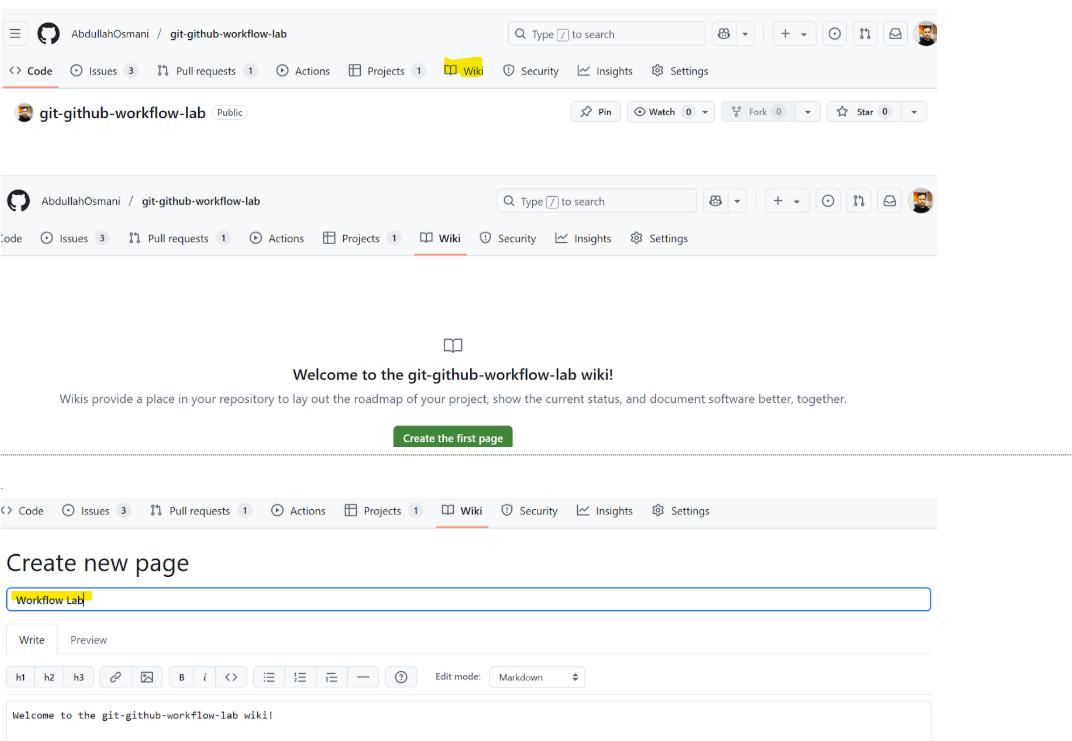 AbdullahOsmani / git-github-workflow-lab Type / to search
Code Issues 3 Pull requests 1 Actions Projects 1 Wiki Security Insights Settings
git-github-workflow-lab Public Pin Watch 0 Fork 0 Star 0
AbdullahOsmani / git-github-workflow-lab Type / to search
Code Issues 3 Pull requests 1 Actions Projects 1 Wiki Security Insights Settings
Welcome to the git-github-workflow-lab wiki!
Wikis provide a place in your repository to lay out the roadmap of your project, show the current status, and document software better, together.
Create the first page
.
Code Issues 3 Pull requests 1 Actions Projects 1 Wiki Security Insights Settings
Create new page
Workflow Lab
Write Preview
h1 h2 h3 B i <> Edit mode: Markdown
Welcome to the git-github-workflow-lab wiki!